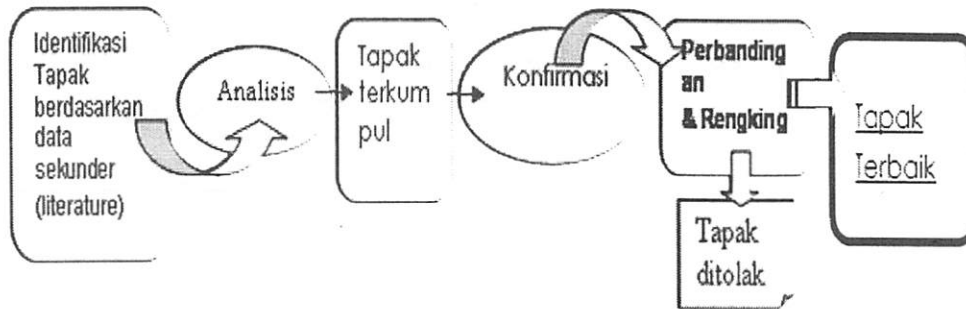 Identifikasi
Tapak
berdasarkan
data
sekunder
(literature)
Analisis
Tapak
terkum
pul
Konfirmasi
Perbanding
an
& Rengking
Tapak
ditolak
Tapak
Terbaik